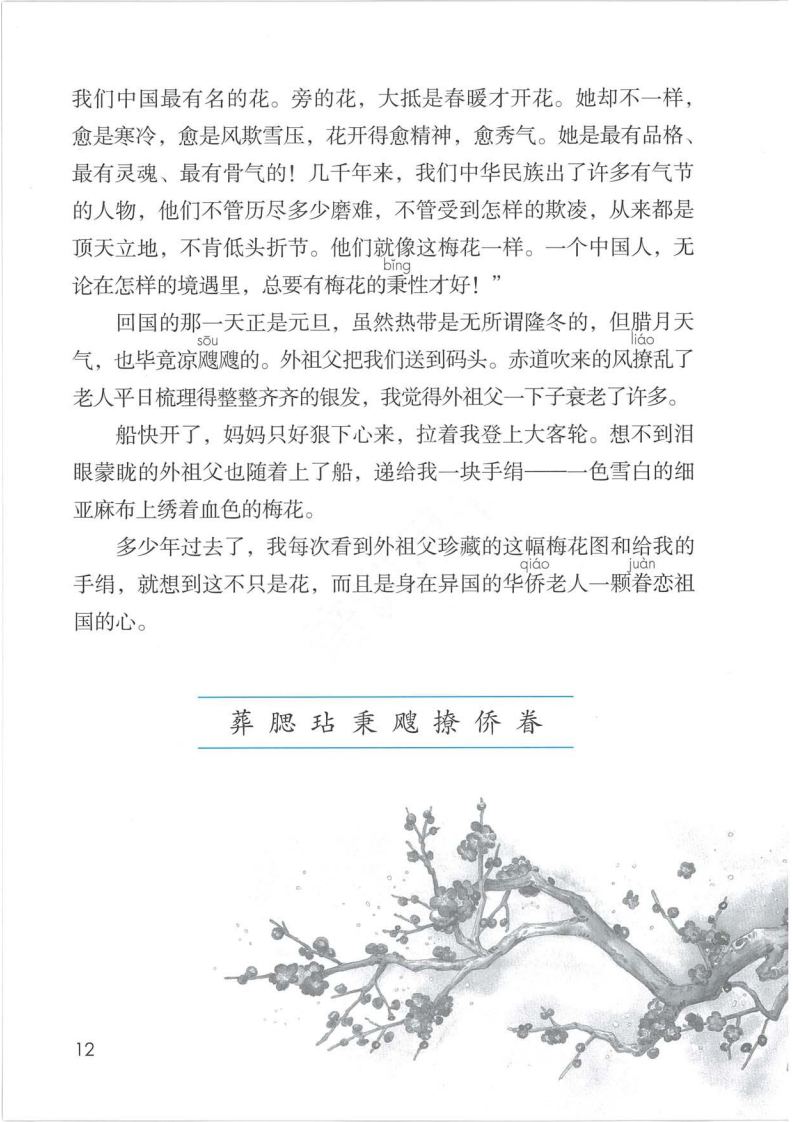 我们中国最有名的花。旁的花，大抵是春暖才开花。她却不一样，
愈是寒冷，愈是风欺雪压，花开得愈精神，愈秀气。她是最有品格、
最有灵魂、最有骨气的！几千年来，我们中华民族出了许多有气节
的人物，他们不管历尽多少磨难，不管受到怎样的欺凌，从来都是
顶天立地，不肯低头折节。他们就像这梅花一样。一个中国人，无
bǐng
论在怎样的境遇里，总要有梅花的秉性才好！”
回国的那一天正是元旦，虽然热带是无所谓隆冬的，但腊月天
sōu liáo
气，也毕竟凉飕飕的。外祖父把我们送到码头。赤道吹来的风撩乱了
老人平日梳理得整整齐齐的银发，我觉得外祖父一下子衰老了许多。
船快开了，妈妈只好狠下心来，拉着我登上大客轮。想不到泪
眼蒙眬的外祖父也随着上了船，递给我一块手绢——一色雪白的细
亚麻布上绣着血色的梅花。
多少年过去了，我每次看到外祖父珍藏的这幅梅花图和给我的
qiáo juàn
手绢，就想到这不只是花，而且是身在异国的华侨老人一颗眷恋祖
国的心。
葬 腮 玷 秉 飕 撩 侨 眷
12